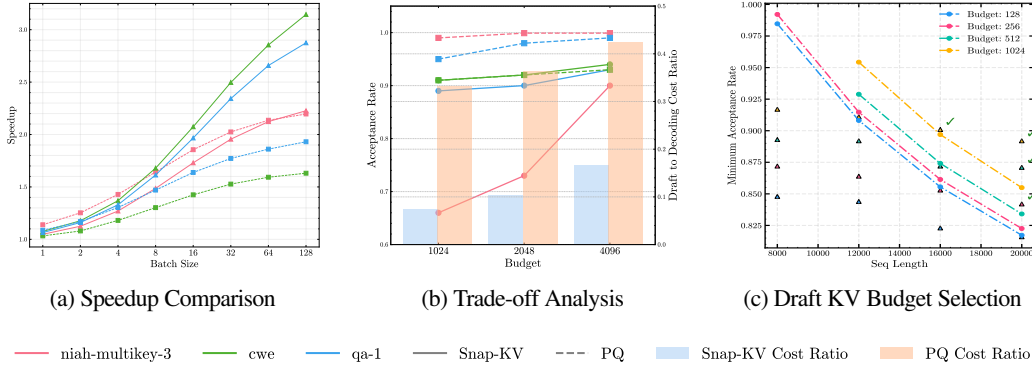 3.0
2.5
2.0
1.5
1.0
Speedup
1 2 4 8 16 32 64 128
Batch Size
(a) Speedup Comparison
1.0
0.9
0.8
0.7
0.6
Acceptance Rate
0.5
0.4
0.3
0.2
0.1
0.0
Draft to Decoding Cost Ratio
1024 2048 4096
Budget
(b) Trade-off Analysis
1.000
0.975
0.950
0.925
0.900
0.875
0.850
0.825
Minimum Acceptance Rate
Budget: 128
Budget: 256
Budget: 512
Budget: 1024
8000 10000 12000 14000 16000 18000 20000
Seq Length
(c) Draft KV Budget Selection
niah-multikey-3 cwe qa-1 Snap-KV PQ Snap-KV Cost Ratio PQ Cost Ratio